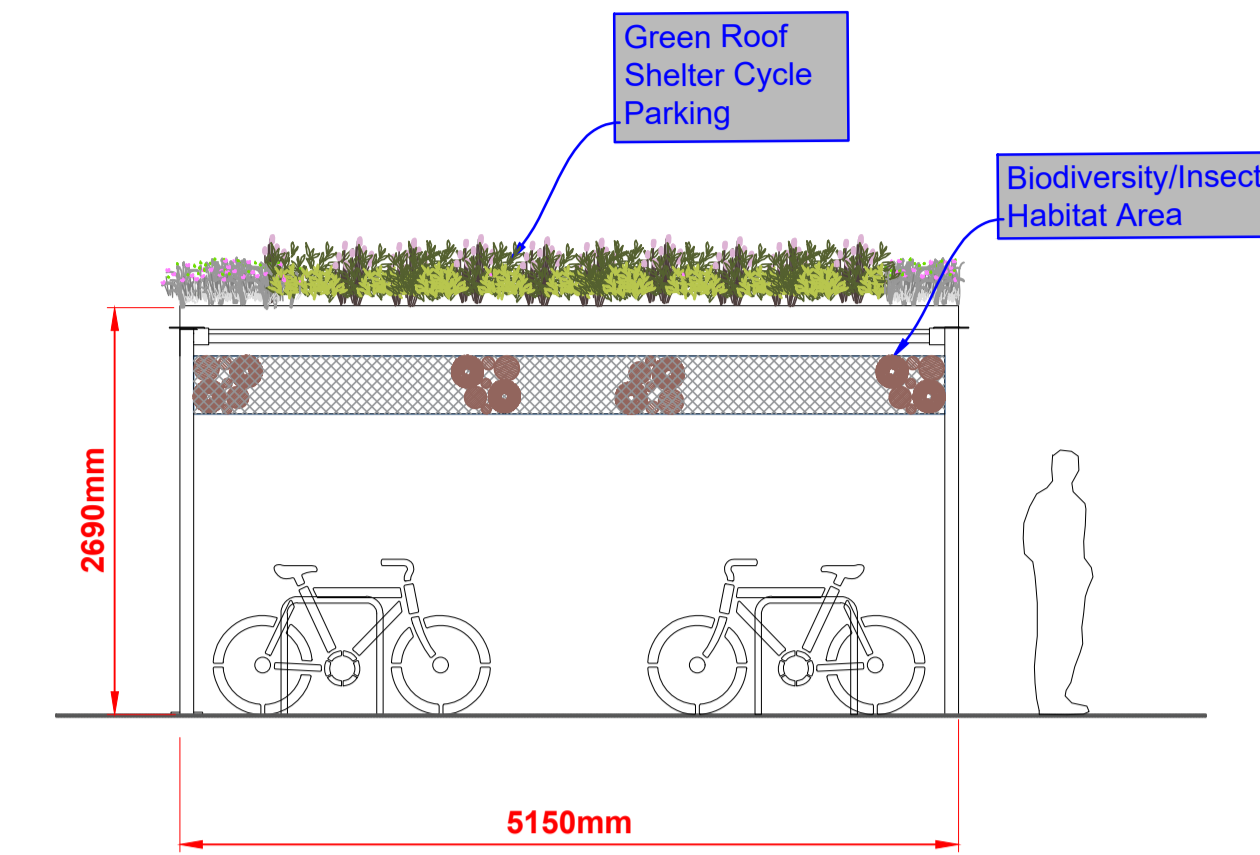 Green Roof
Shelter Cycle
Parking
Biodiversity/Insect
Habitat Area
2690mm
5150mm